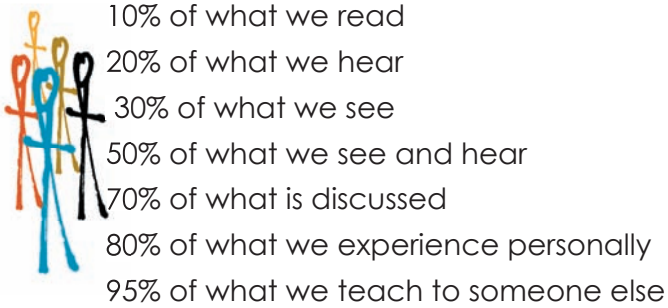 10% of what we read
20% of what we hear
30% of what we see
50% of what we see and hear
70% of what is discussed
80% of what we experience personally
95% of what we teach to someone else